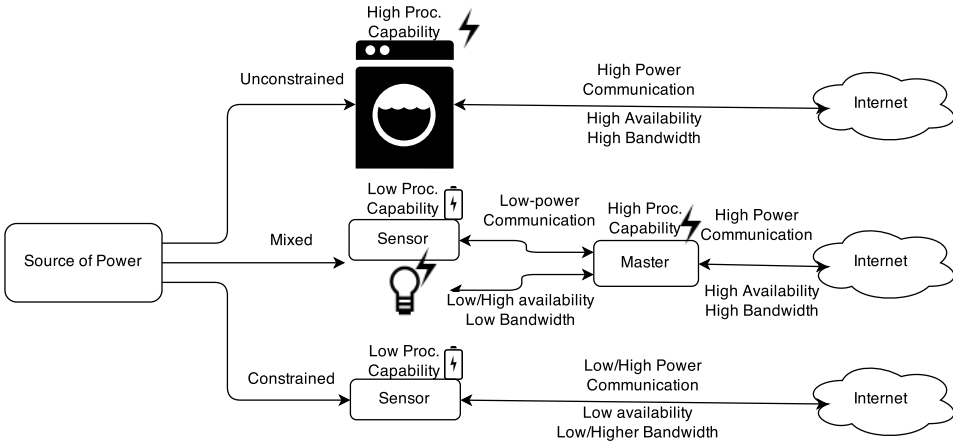 High Proc.
Capability
Unconstrained
High Power
Communication
Internet
High Availability
High Bandwidth
Low Proc.
Capability
Sensor
Mixed
Low-power
Communication
High Proc.
Capability
Master
High Power
Communication
Internet
Source of Power
Low/High availability
Low Bandwidth
High Availability
High Bandwidth
Low Proc.
Capability
Constrained
Sensor
Low/High Power
Communication
Internet
Low availability
Low/Higher Bandwidth